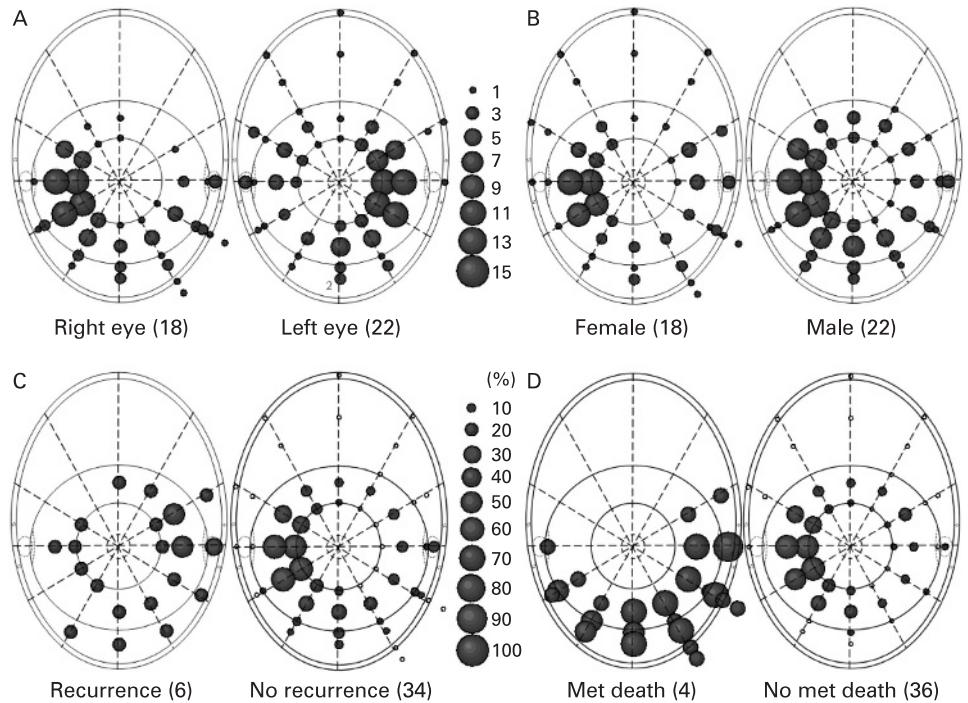 A
B
1
3
5
7
9
11
13
15
2
Right eye (18)
Left eye (22)
Female (18)
Male (22)
C
(%)
D
10
20
30
40
50
60
70
80
90
100
Recurrence (6)
No recurrence (34)
Met death (4)
No met death (36)